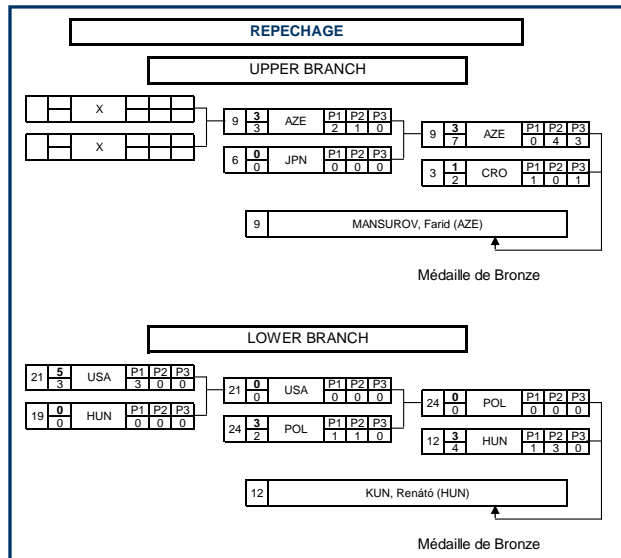 REPECHAGE
UPPER BRANCH
X
X
9 3 3 AZE P1 P2 P3 2 1 0
6 0 0 JPN P1 P2 P3 0 0 0
9 3 7 AZE P1 P2 P3 0 4 3
3 1 2 CRO P1 P2 P3 1 0 1
9 MANSUROV, Farid (AZE)
Médaille de Bronze
LOWER BRANCH
21 5 3 USA P1 P2 P3 3 0 0
19 0 0 HUN P1 P2 P3 0 0 0
21 0 0 USA P1 P2 P3 0 0 0
24 3 2 POL P1 P2 P3 1 1 0
24 0 0 POL P1 P2 P3 0 0 0
12 3 4 HUN P1 P2 P3 1 3 0
12 KUN, Renátó (HUN)
Médaille de Bronze